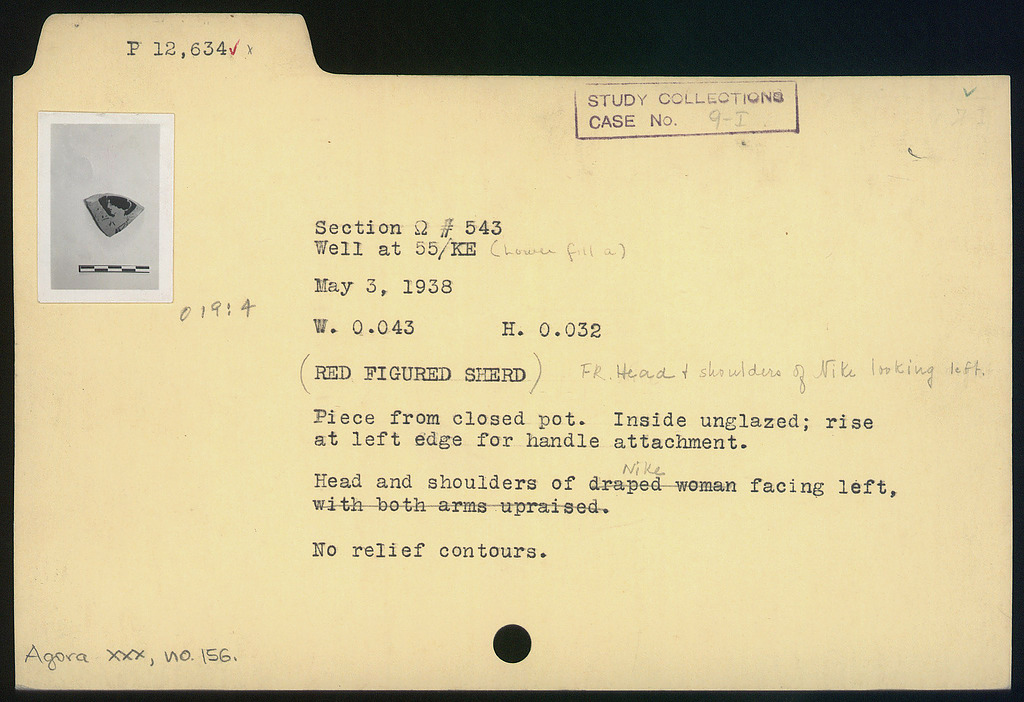 P 12,634✓ x
STUDY COLLECTIONS
CASE No. 9-I
Section Ω # 543
Well at 55/ΚΕ (Lower fill a)
May 3, 1938
019:4
W. 0.043 H. 0.032
(RED FIGURED SHERD) FR. Head & shoulders of Nike looking left.
Piece from closed pot. Inside unglazed; rise
at left edge for handle attachment.
Nike
Head and shoulders of draped woman facing left,
with both arms upraised.
No relief contours.
Agora XXX, no. 156.